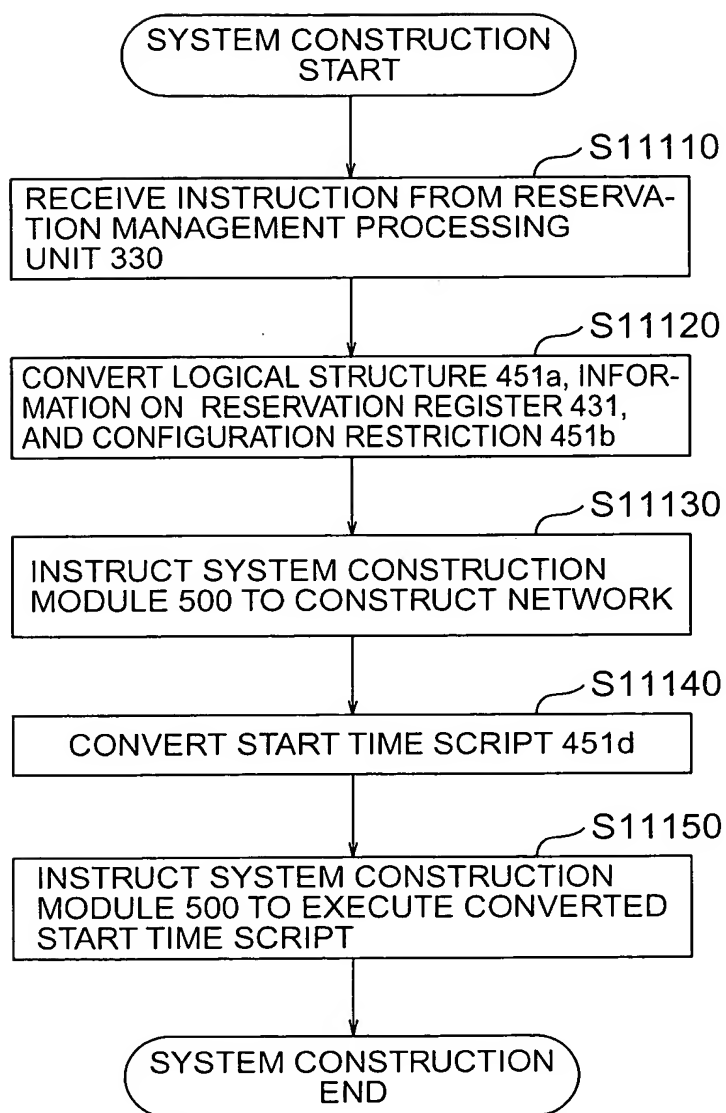 SYSTEM CONSTRUCTION
START
S11110
RECEIVE INSTRUCTION FROM RESERVA-
TION MANAGEMENT PROCESSING
UNIT 330
S11120
CONVERT LOGICAL STRUCTURE 451a, INFOR-
MATION ON RESERVATION REGISTER 431,
AND CONFIGURATION RESTRICTION 451b
S11130
INSTRUCT SYSTEM CONSTRUCTION
MODULE 500 TO CONSTRUCT NETWORK
S11140
CONVERT START TIME SCRIPT 451d
S11150
INSTRUCT SYSTEM CONSTRUCTION
MODULE 500 TO EXECUTE CONVERTED
START TIME SCRIPT
SYSTEM CONSTRUCTION
END